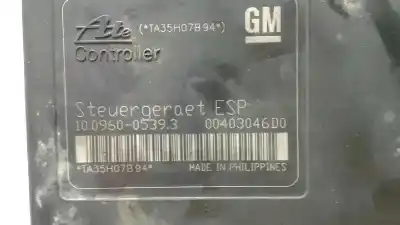 Ate (*TA35H07B94*) GM
Controller
Steuergeraet ESP
10.0960-0539.3 00403046D0
*TA35H07B94* MADE IN PHILIPPINES